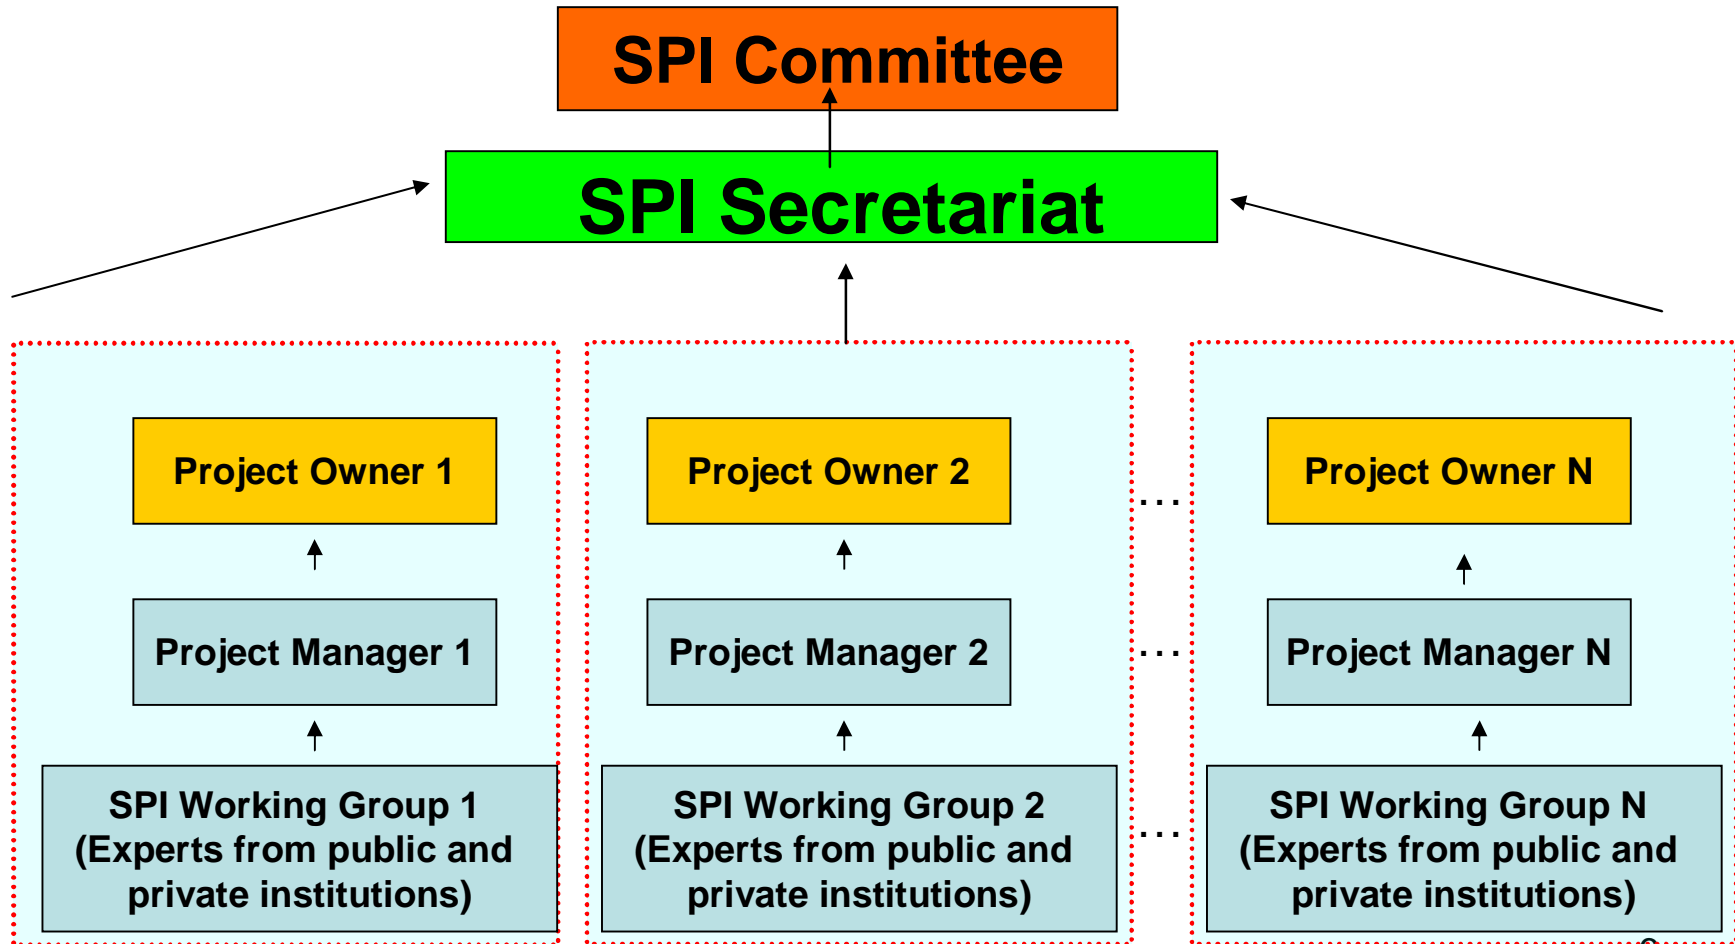 SPI Committee
SPI Secretariat
Project Owner 1
Project Owner 2
...
Project Owner N
Project Manager 1
Project Manager 2
...
Project Manager N
SPI Working Group 1
(Experts from public and
private institutions)
SPI Working Group 2
(Experts from public and
private institutions)
...
SPI Working Group N
(Experts from public and
private institutions)